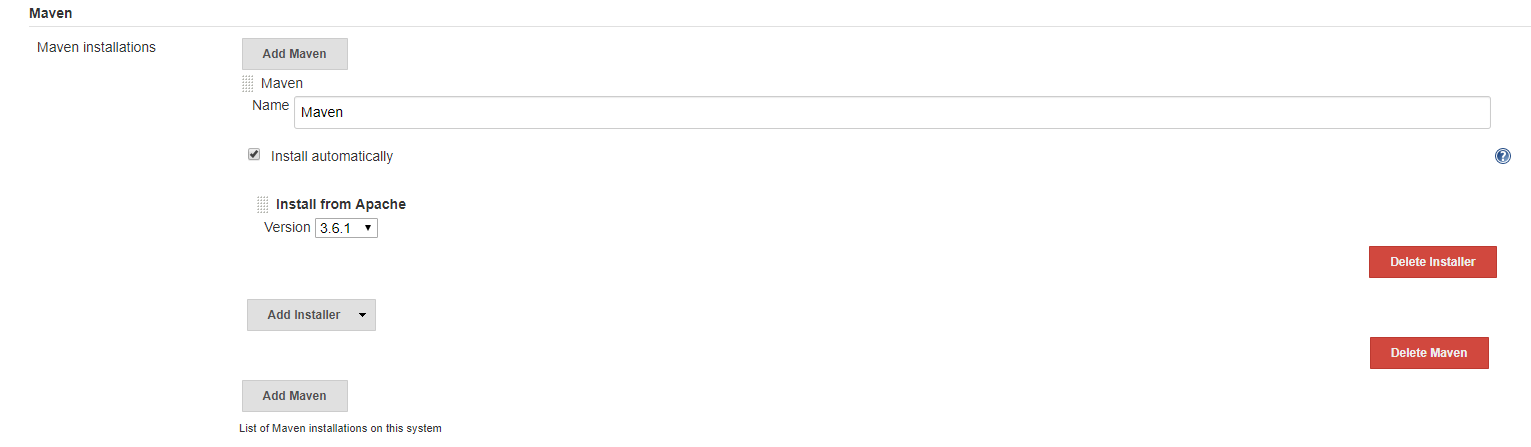 Maven
Maven installations
Add Maven
Maven
Name Maven
Install automatically
Install from Apache
Version 3.6.1
Delete Installer
Add Installer
Delete Maven
Add Maven
List of Maven installations on this system